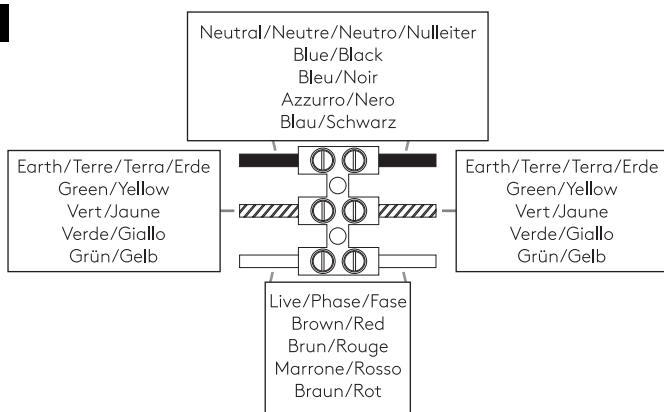 Neutral/Neutre/Neutro/Nulleiter
Blue/Black
Bleu/Noir
Azzurro/Nero
Blau/Schwarz
Earth/Terre/Terra/Erde
Green/Yellow
Vert/Jaune
Verde/Giallo
Grün/Gelb
Earth/Terre/Terra/Erde
Green/Yellow
Vert/Jaune
Verde/Giallo
Grün/Gelb
Live/Phase/Fase
Brown/Red
Brun/Rouge
Marrone/Rosso
Braun/Rot